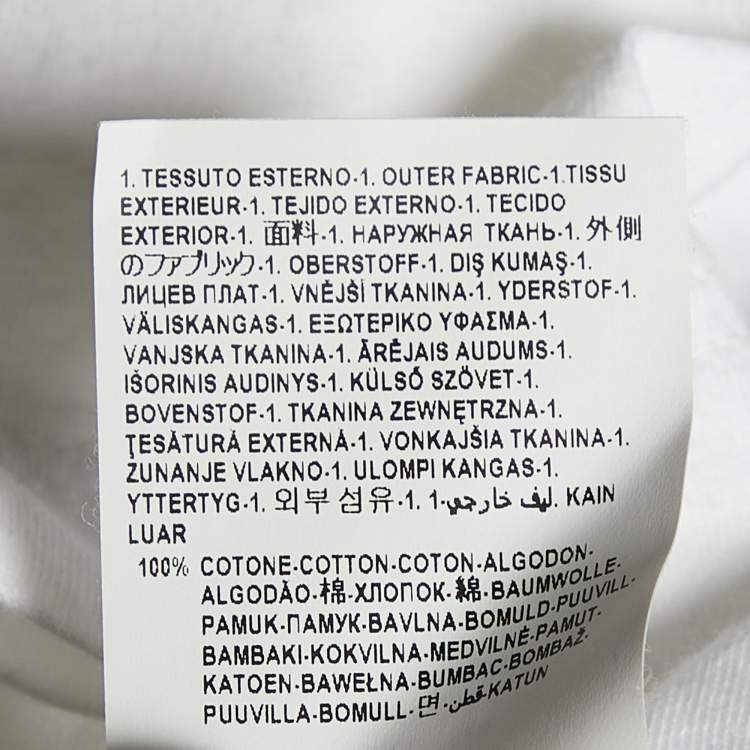 1. TESSUTO ESTERNO-1. OUTER FABRIC-1.TISSU
EXTERIEUR-1. TEJIDO EXTERNO-1. TECIDO
EXTERIOR-1. 面料-1. НАРУЖНАЯ ТКАНЬ-1. 外側
のファブリック-1. OBERSTOFF-1. DIŞ KUMAŞ-1.
ЛИЦЕВ ПЛАТ-1. VNĚJŠÍ TKANINA-1. YDERSTOF-1.
VÄLISKANGAS-1. ΕΞΩΤΕΡΙΚΟ ΥΦΑΣΜΑ-1.
VANJSKA TKANINA-1. ĀRĒJAIS AUDUMS-1.
IŠORINIS AUDINYS-1. KÜLSŐ SZÖVET-1.
BOVENSTOF-1. TKANINA ZEWNĘTRZNA-1.
ŢESĂTURĂ EXTERNĂ-1. VONKAJŠIA TKANINA-1.
ZUNANJE VLAKNO-1. ULOMPI KANGAS-1.
YTTERTYG-1. 외부 섬유-1. 1-ليف خارجي. KAIN
LUAR
100% COTONE-COTTON-COTON-ALGODON-
ALGODÃO-棉-ХЛОПОК-綿-BAUMWOLLE-
PAMUK-ПАМУК-BAVLNA-BOMULD-PUUVILL-
BAMBAKI-KOKVILNA-MEDVILNĖ-PAMUT-
KATOEN-BAWEŁNA-BUMBAC-BOMBAŽ-
PUUVILLA-BOMULL-면-قطن-KATUN